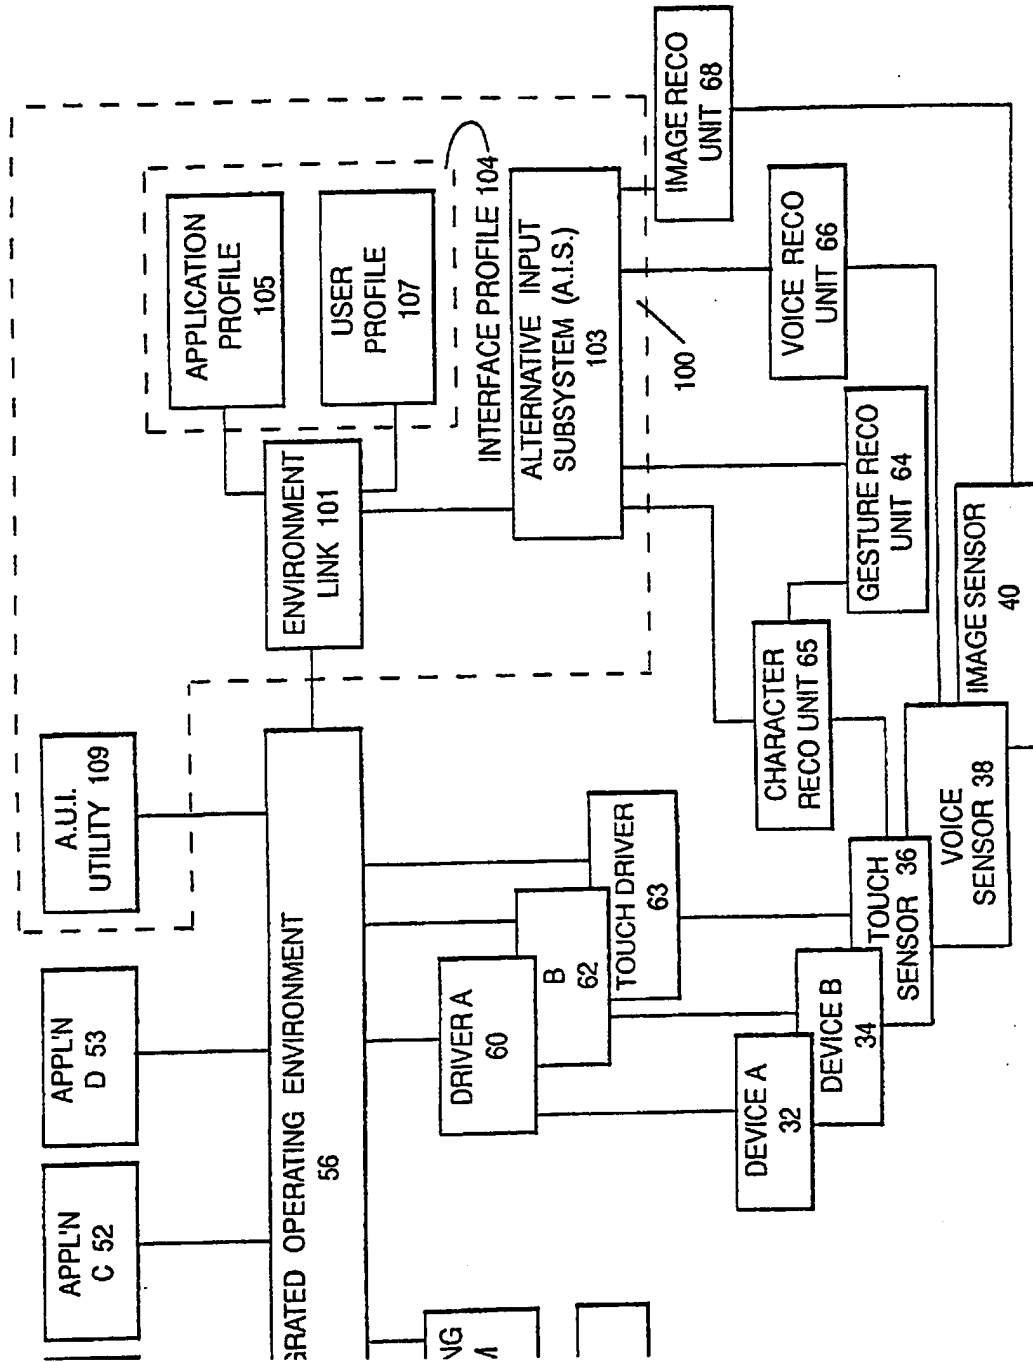 APPL'N
C 52
APPL'N
D 53
A.U.I.
UTILITY 109
GRATED OPERATING ENVIRONMENT
56
ENVIRONMENT
LINK 101
APPLICATION
PROFILE
105
USER
PROFILE
107
INTERFACE PROFILE 104
ALTERNATIVE INPUT
SUBSYSTEM (A.I.S.)
103
100
NG
M
DRIVER A
60
B
62
TOUCH DRIVER
63
DEVICE A
32
DEVICE B
34
TOUCH
SENSOR 36
VOICE
SENSOR 38
IMAGE SENSOR
40
CHARACTER
RECO UNIT 65
GESTURE RECO
UNIT 64
VOICE RECO
UNIT 66
IMAGE RECO
UNIT 68